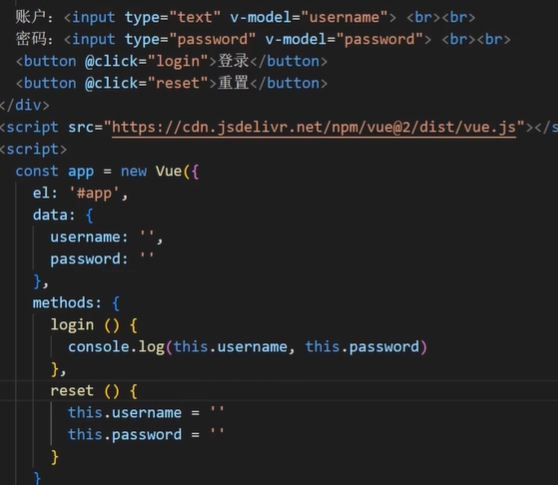 账户：<input type="text" v-model="username"> <br><br>
密码：<input type="password" v-model="password"> <br><br>
<button @click="login">登录</button>
<button @click="reset">重置</button>
</div>
<script src="https://cdn.jsdelivr.net/npm/vue@2/dist/vue.js"></s
<script>
const app = new Vue({
el: '#app',
data: {
username: '',
password: ''
},
methods: {
login () {
console.log(this.username, this.password)
},
reset () {
this.username = ''
this.password = ''
}
}